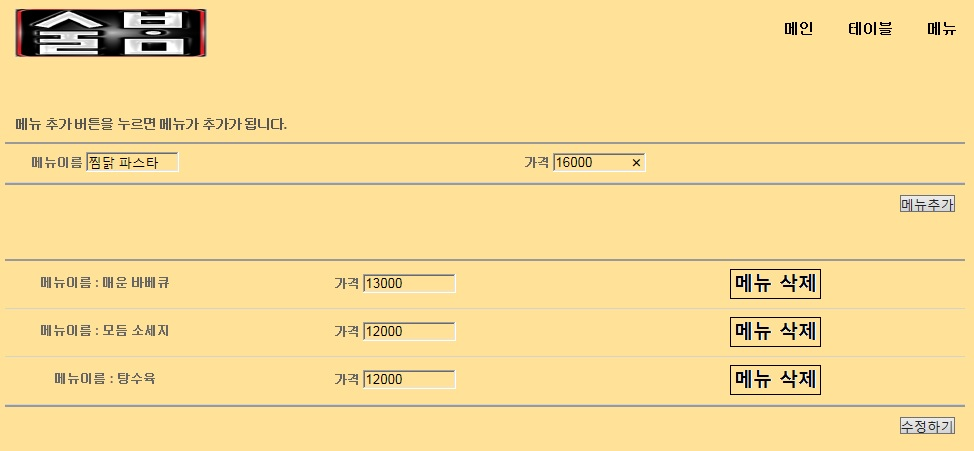 술봄
메인 테이블 메뉴
메뉴 추가 버튼을 누르면 메뉴가 추가가 됩니다.
메뉴이름 찜닭 파스타 가격 16000 ×
메뉴추가
메뉴이름 : 매운 바베큐 가격 13000 메뉴 삭제
메뉴이름 : 모듬 소세지 가격 12000 메뉴 삭제
메뉴이름 : 탕수육 가격 12000 메뉴 삭제
수정하기